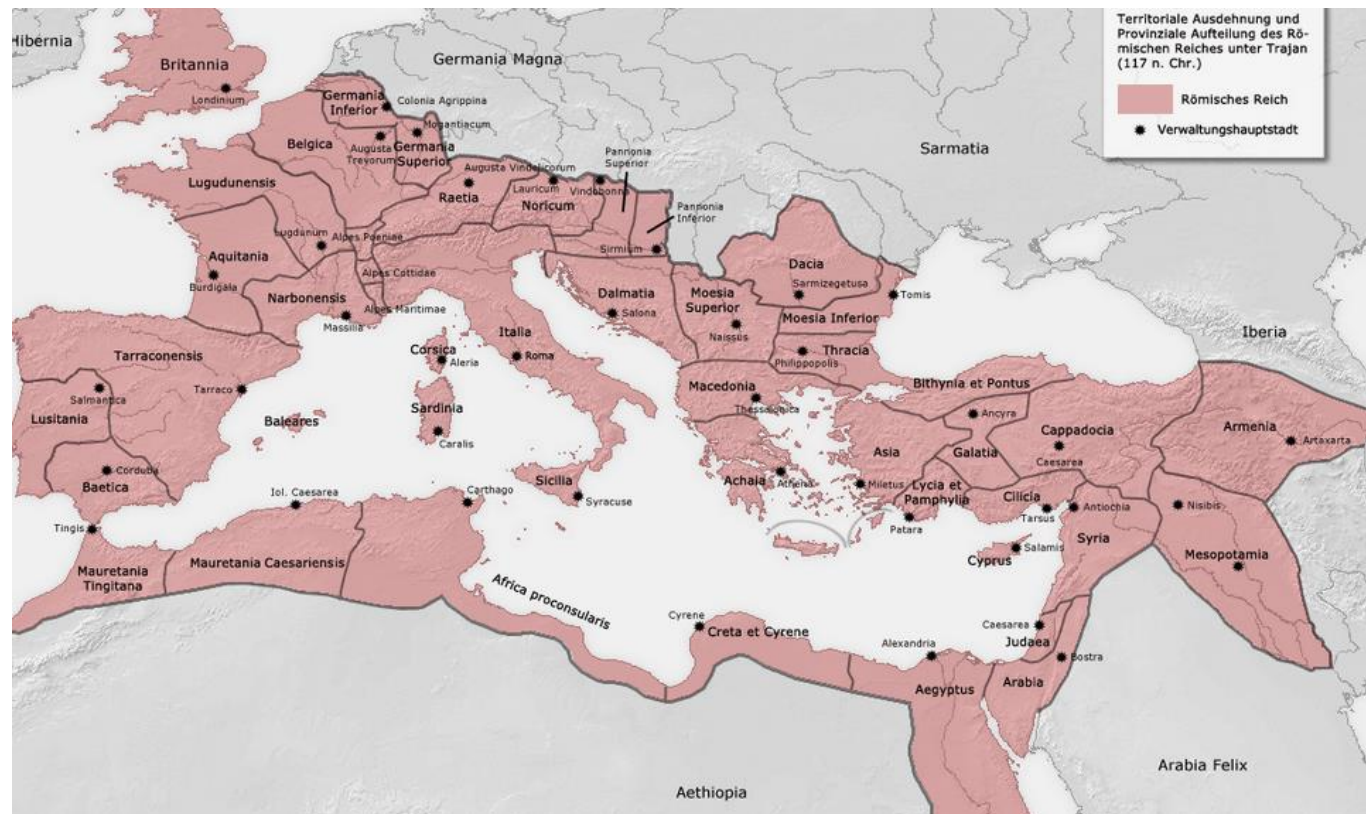 Territoriale Ausdehnung und
Provinziale Aufteilung des Rö-
mischen Reiches unter Trajan
(117 n. Chr.)
Römisches Reich
Verwaltungshauptstadt
Hibernia
Britannia
Londinium
Germania Magna
Sarmatia
Germania
Inferior
Colonia Agrippina
Mogantiacum
Belgica
Augusta
Treyorum
Germania
Superior
Pannonia
Superior
Augusta Vindelicorum
Lugudunensis
Raetia
Lauricum
Vindobonna
Noricum
Pannonia
Inferior
Lugdunum
Alpes Poeniae
Sirmium
Aquitania
Burdigala
Alpes Cottidae
Dacia
Sarmizegetusa
Tomis
Narbonensis
Massilia
Alpes Maritimae
Dalmatia
Salona
Moesia
Superior
Naissus
Moesia Inferior
Italia
Roma
Iberia
Tarraconensis
Corsica
Aleria
Thracia
Philippopolis
Salmantica
Tarraco
Macedonia
Thessalonica
Bithynia et Pontus
Lusitania
Baleares
Sardinia
Caralis
Ancyra
Cappadocia
Caesarea
Armenia
Artaxarta
Asia
Galatia
Corduba
Baetica
Sicilia
Syracuse
Achaia
Athena
Miletus
Lycia et
Pamphylia
Patara
Cilicia
Tarsus
Antiochia
Nisibis
Iol. Caesarea
Carthago
Tingis
Syria
Salamis
Cyprus
Mesopotamia
Mauretania
Tingitana
Mauretania Caesariensis
Africa proconsularis
Cyrene
Creta et Cyrene
Caesarea
Judaea
Alexandria
Bostra
Aegyptus
Arabia
Aethiopia
Arabia Felix